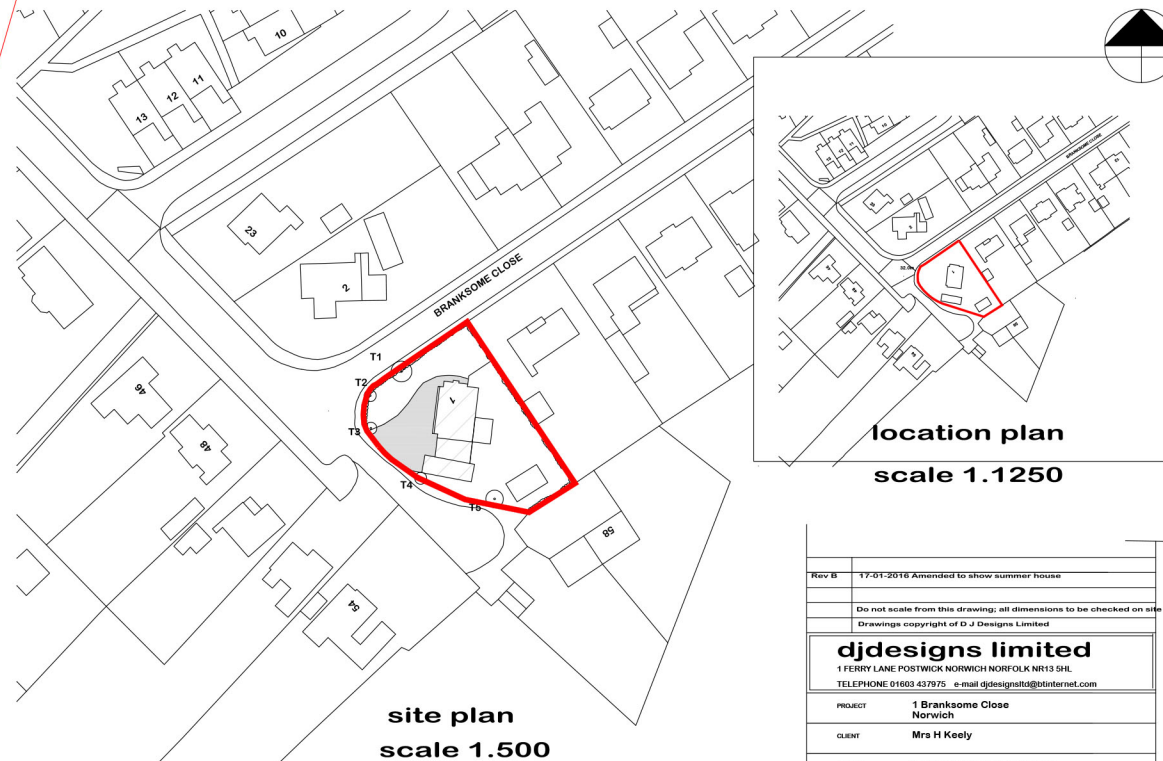 10
11
12
13
23
2
BRANKSOME CLOSE
T1
T2
T3
T4
T5
1
46
48
54
58
site plan
scale 1.500
BRANKSOME CLOSE
location plan
scale 1.1250
Rev B 17-01-2016 Amended to show summer house
Do not scale from this drawing; all dimensions to be checked on site
Drawings copyright of D J Designs Limited
djdesigns limited
1 FERRY LANE POSTWICK NORWICH NORFOLK NR13 5HL
TELEPHONE 01603 437975 e-mail djdesignsltd@btinternet.com
PROJECT 1 Branksome Close
Norwich
CLIENT Mrs H Keely